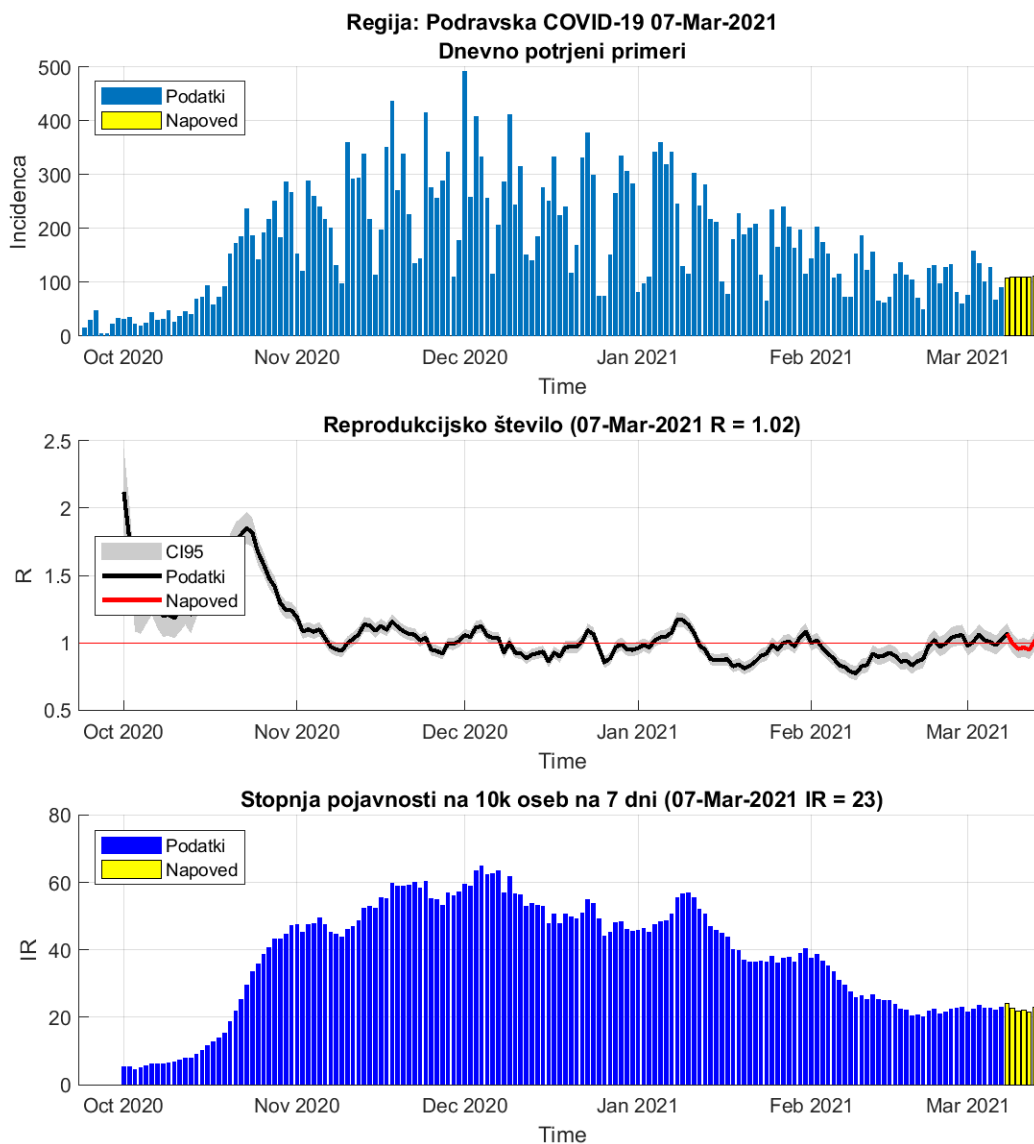 Regija: Podravska COVID-19 07-Mar-2021
Dnevno potrjeni primeri
500
400
300
200
100
0
Incidenca
Podatki
Napoved
Oct 2020 Nov 2020 Dec 2020 Jan 2021 Feb 2021 Mar 2021
Time
Reprodukcijsko število (07-Mar-2021 R = 1.02)
2.5
2
1.5
1
0.5
R
CI95
Podatki
Napoved
Oct 2020 Nov 2020 Dec 2020 Jan 2021 Feb 2021 Mar 2021
Time
Stopnja pojavnosti na 10k oseb na 7 dni (07-Mar-2021 IR = 23)
80
60
40
20
0
IR
Podatki
Napoved
Oct 2020 Nov 2020 Dec 2020 Jan 2021 Feb 2021 Mar 2021
Time